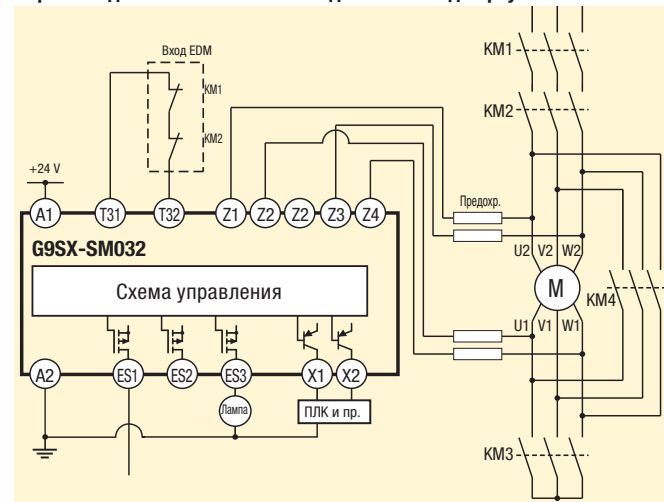 Вход EDM
KM1
KM1
KM2
KM2
+24 V
Предохр.
A1
T31
T32
Z1
Z2
Z2
Z3
Z4
G9SX-SM032
U2 V2 W2
Схема управления
M
KM4
U1 V1 W1
A2
ES1
ES2
ES3
X1
X2
Лампа
ПЛК и пр.
KM3